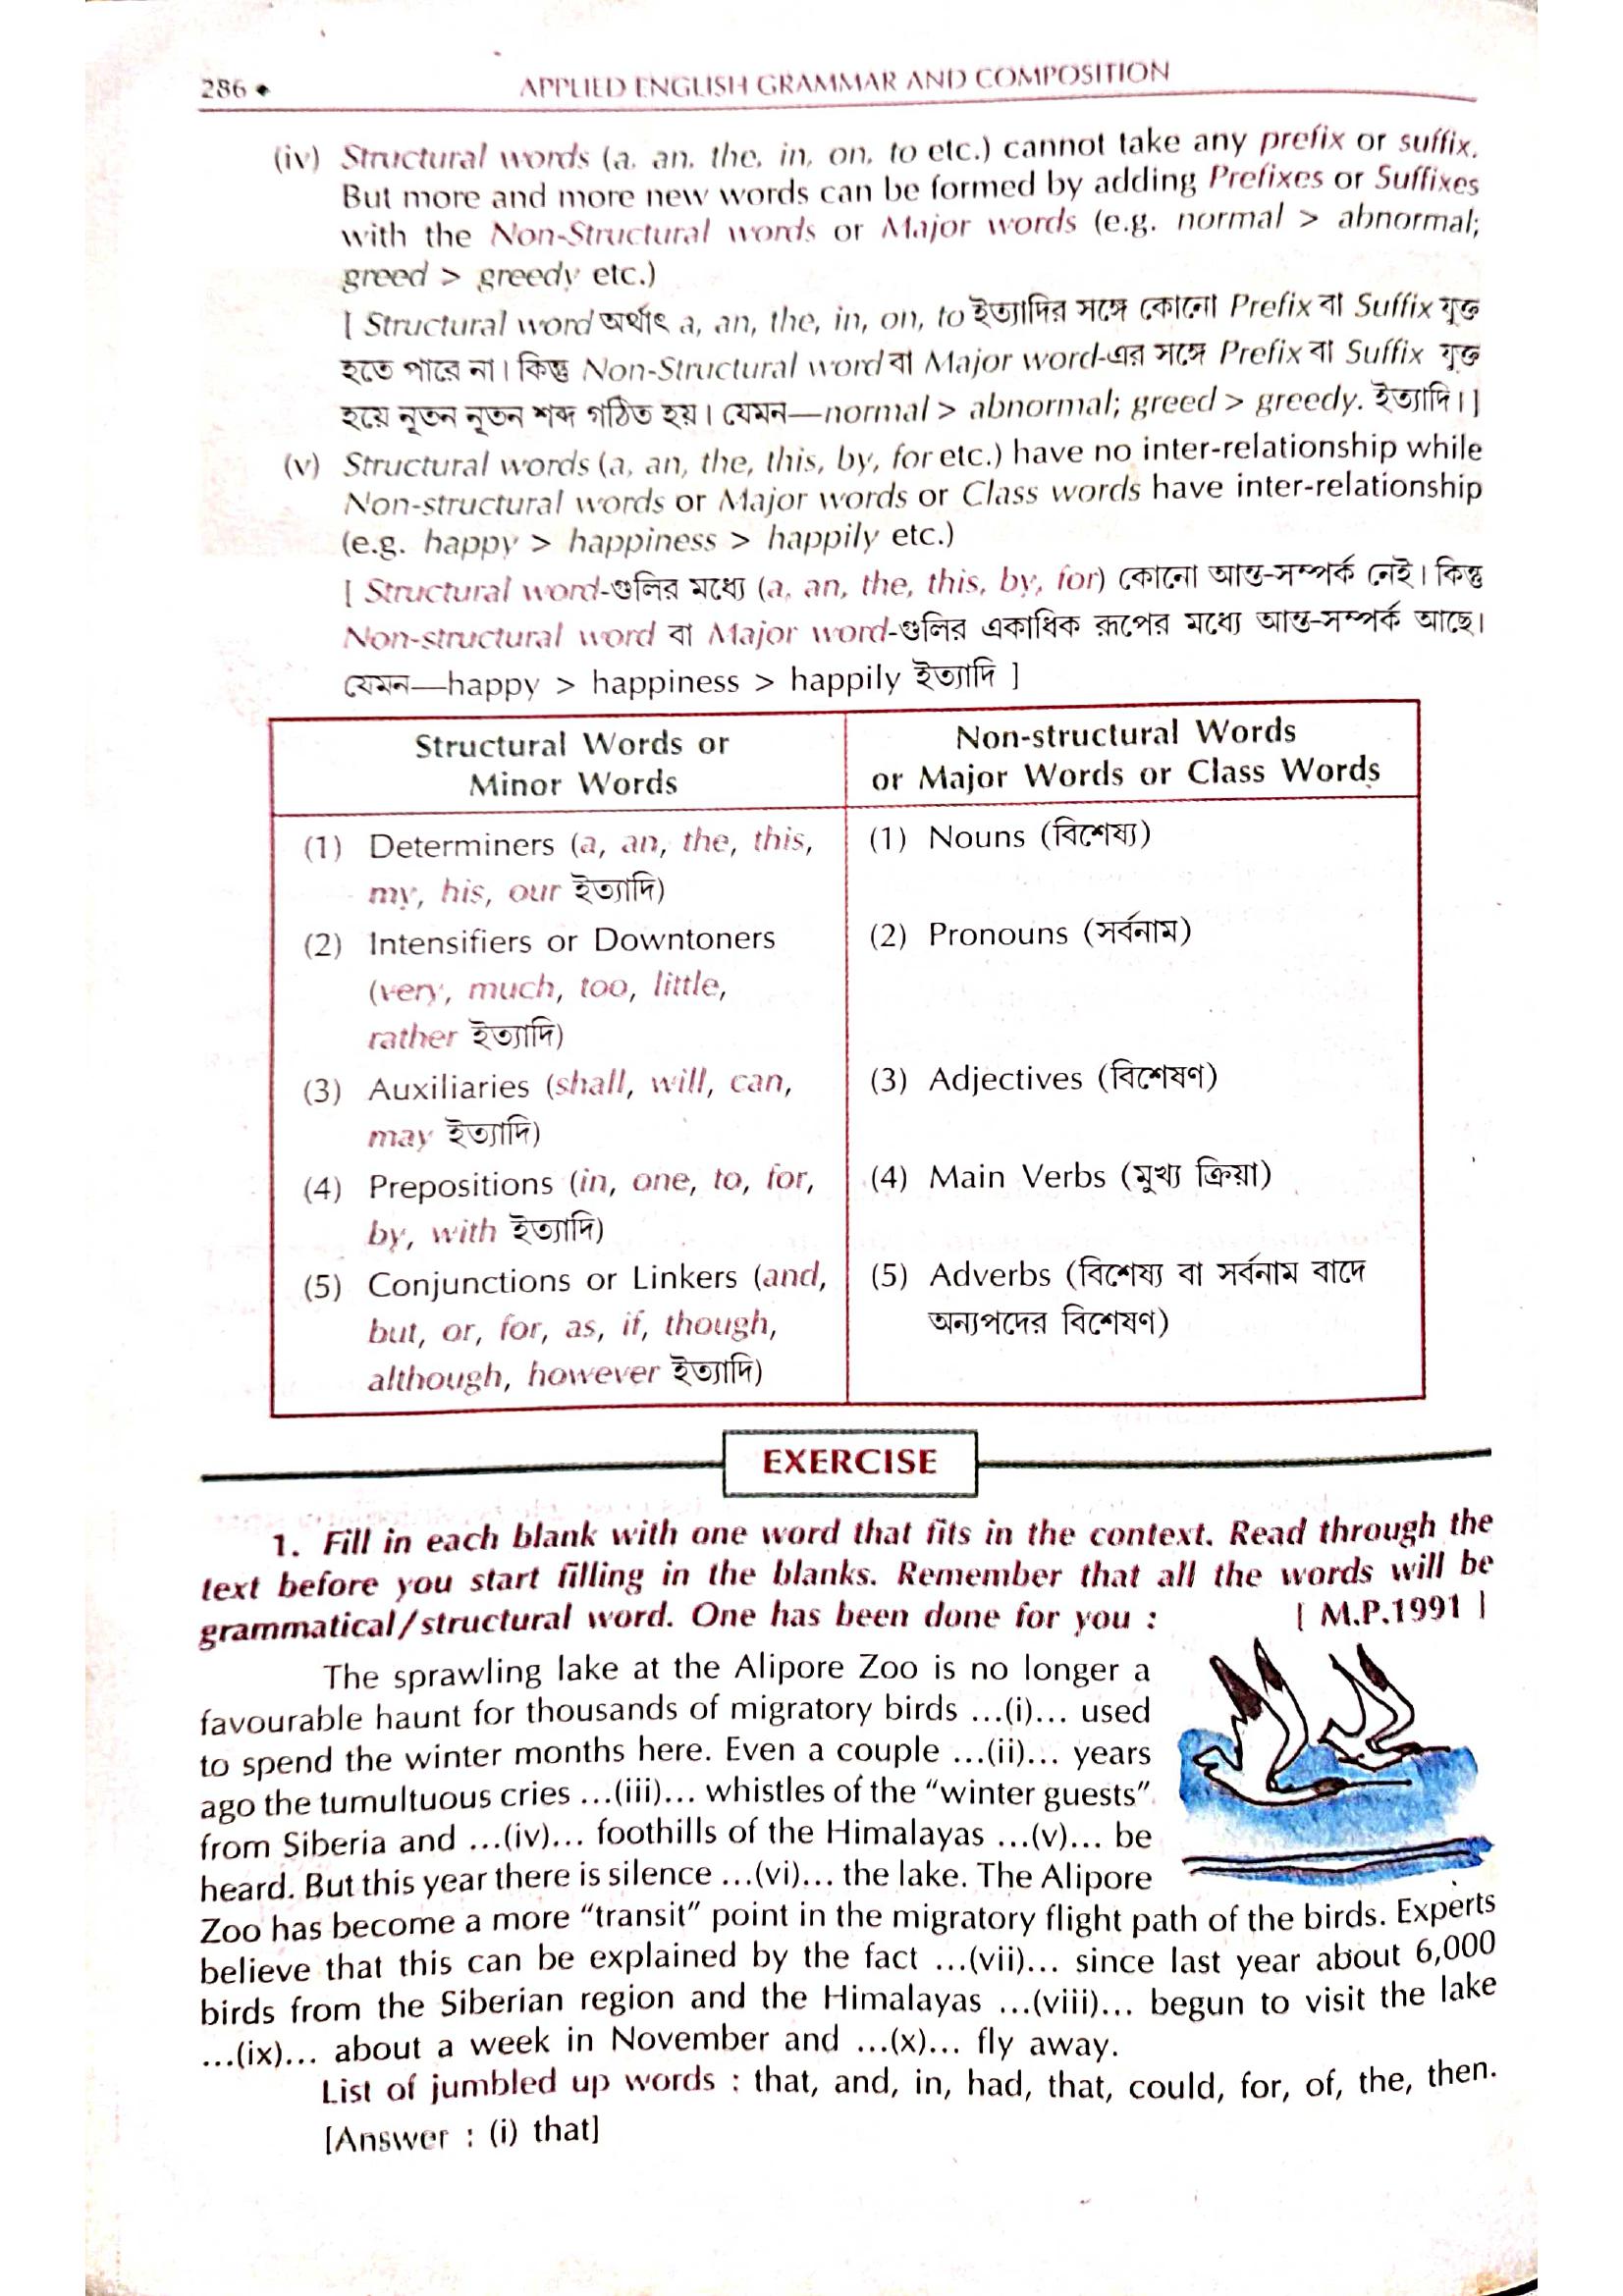 286 ◆
APPLIED ENGLISH GRAMMAR AND COMPOSITION
(iv) Structural words (a, an, the, in, on, to etc.) cannot take any prefix or suffix.
But more and more new words can be formed by adding Prefixes or Suffixes
with the Non-Structural words or Major words (e.g. normal > abnormal;
greed > greedy etc.)
[ Structural word অর্থাৎ a, an, the, in, on, to ইত্যাদির সঙ্গে কোনো Prefix বা Suffix যুক্ত
হতে পারে না। কিন্তু Non-Structural word বা Major word-এর সঙ্গে Prefix বা Suffix যুক্ত
হয়ে নূতন নূতন শব্দ গঠিত হয়। যেমন—normal > abnormal; greed > greedy. ইত্যাদি।]
(v) Structural words (a, an, the, this, by, for etc.) have no inter-relationship while
Non-structural words or Major words or Class words have inter-relationship
(e.g. happy > happiness > happily etc.)
[ Structural word-গুলির মধ্যে (a, an, the, this, by, for) কোনো আন্ত-সম্পর্ক নেই। কিন্তু
Non-structural word বা Major word-গুলির একাধিক রূপের মধ্যে আন্ত-সম্পর্ক আছে।
যেমন—happy > happiness > happily ইত্যাদি ]
Structural Words or
Minor Words
(1) Determiners (a, an, the, this,
my, his, our ইত্যাদি)
(2) Intensifiers or Downtoners
(very, much, too, little,
rather ইত্যাদি)
(3) Auxiliaries (shall, will, can,
may ইত্যাদি)
(4) Prepositions (in, one, to, for,
by, with ইত্যাদি)
(5) Conjunctions or Linkers (and,
but, or, for, as, if, though,
although, however ইত্যাদি)
Non-structural Words
or Major Words or Class Words
(1) Nouns (বিশেষ্য)
(2) Pronouns (সর্বনাম)
(3) Adjectives (বিশেষণ)
(4) Main Verbs (মুখ্য ক্রিয়া)
(5) Adverbs (বিশেষ্য বা সর্বনাম বাদে
অন্যপদের বিশেষণ)
EXERCISE
1. Fill in each blank with one word that fits in the context. Read through the
text before you start filling in the blanks. Remember that all the words will be
grammatical/structural word. One has been done for you : [ M.P.1991 ]
The sprawling lake at the Alipore Zoo is no longer a
favourable haunt for thousands of migratory birds ...(i)... used
to spend the winter months here. Even a couple ...(ii)... years
ago the tumultuous cries ...(iii)... whistles of the “winter guests”
from Siberia and ...(iv)... foothills of the Himalayas ...(v)... be
heard. But this year there is silence ...(vi)... the lake. The Alipore
Zoo has become a more “transit” point in the migratory flight path of the birds. Experts
believe that this can be explained by the fact ...(vii)... since last year about 6,000
birds from the Siberian region and the Himalayas ...(viii)... begun to visit the lake
...(ix)... about a week in November and ...(x)... fly away.
List of jumbled up words : that, and, in, had, that, could, for, of, the, then.
[Answer : (i) that]